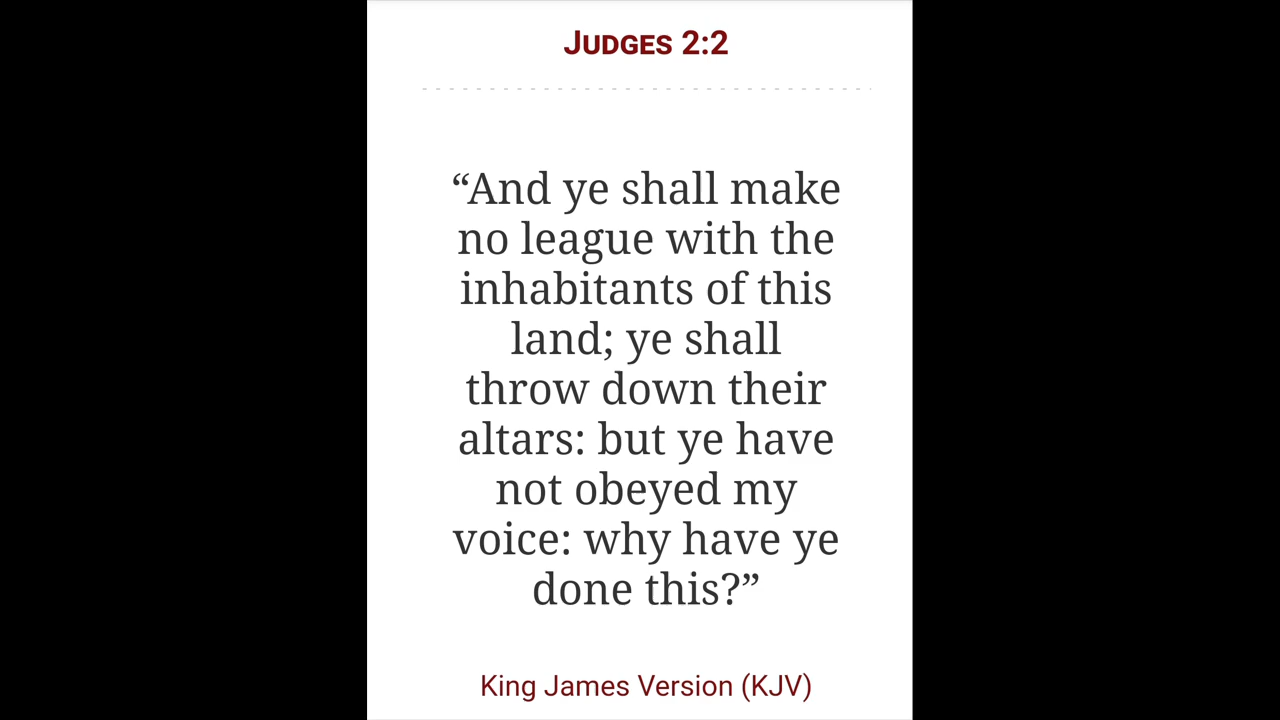 Judges 2:2
“And ye shall make
no league with the
inhabitants of this
land; ye shall
throw down their
altars: but ye have
not obeyed my
voice: why have ye
done this?”
King James Version (KJV)